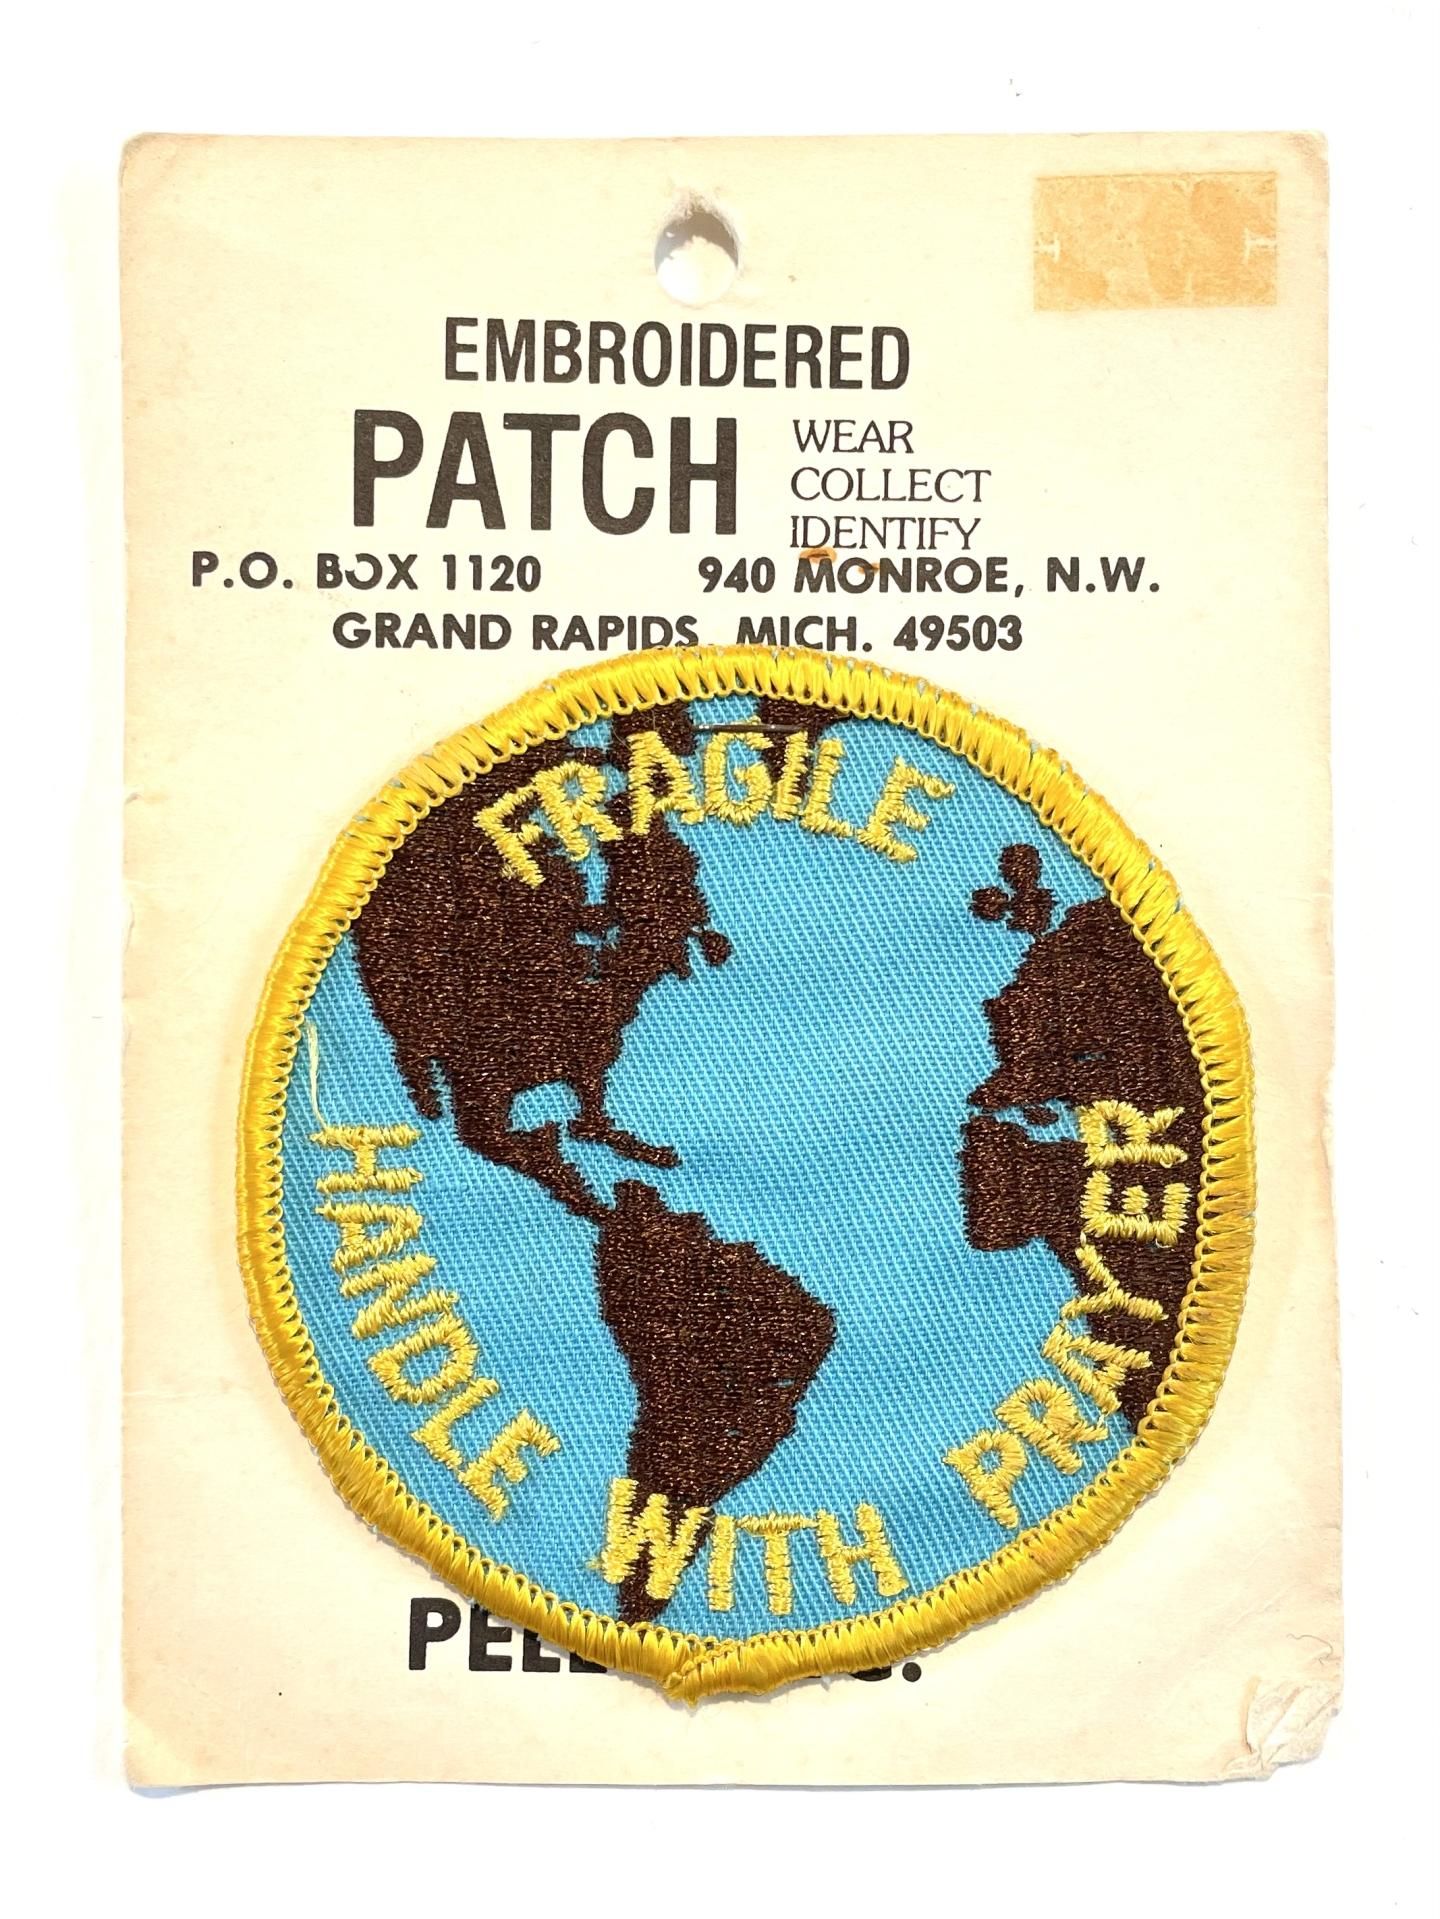 EMBROIDERED
PATCH
WEAR
COLLECT
IDENTIFY
P.O. BOX 1120 940 MONROE, N.W.
GRAND RAPIDS, MICH. 49503
FRAGILE
HANDLE WITH PRAYER